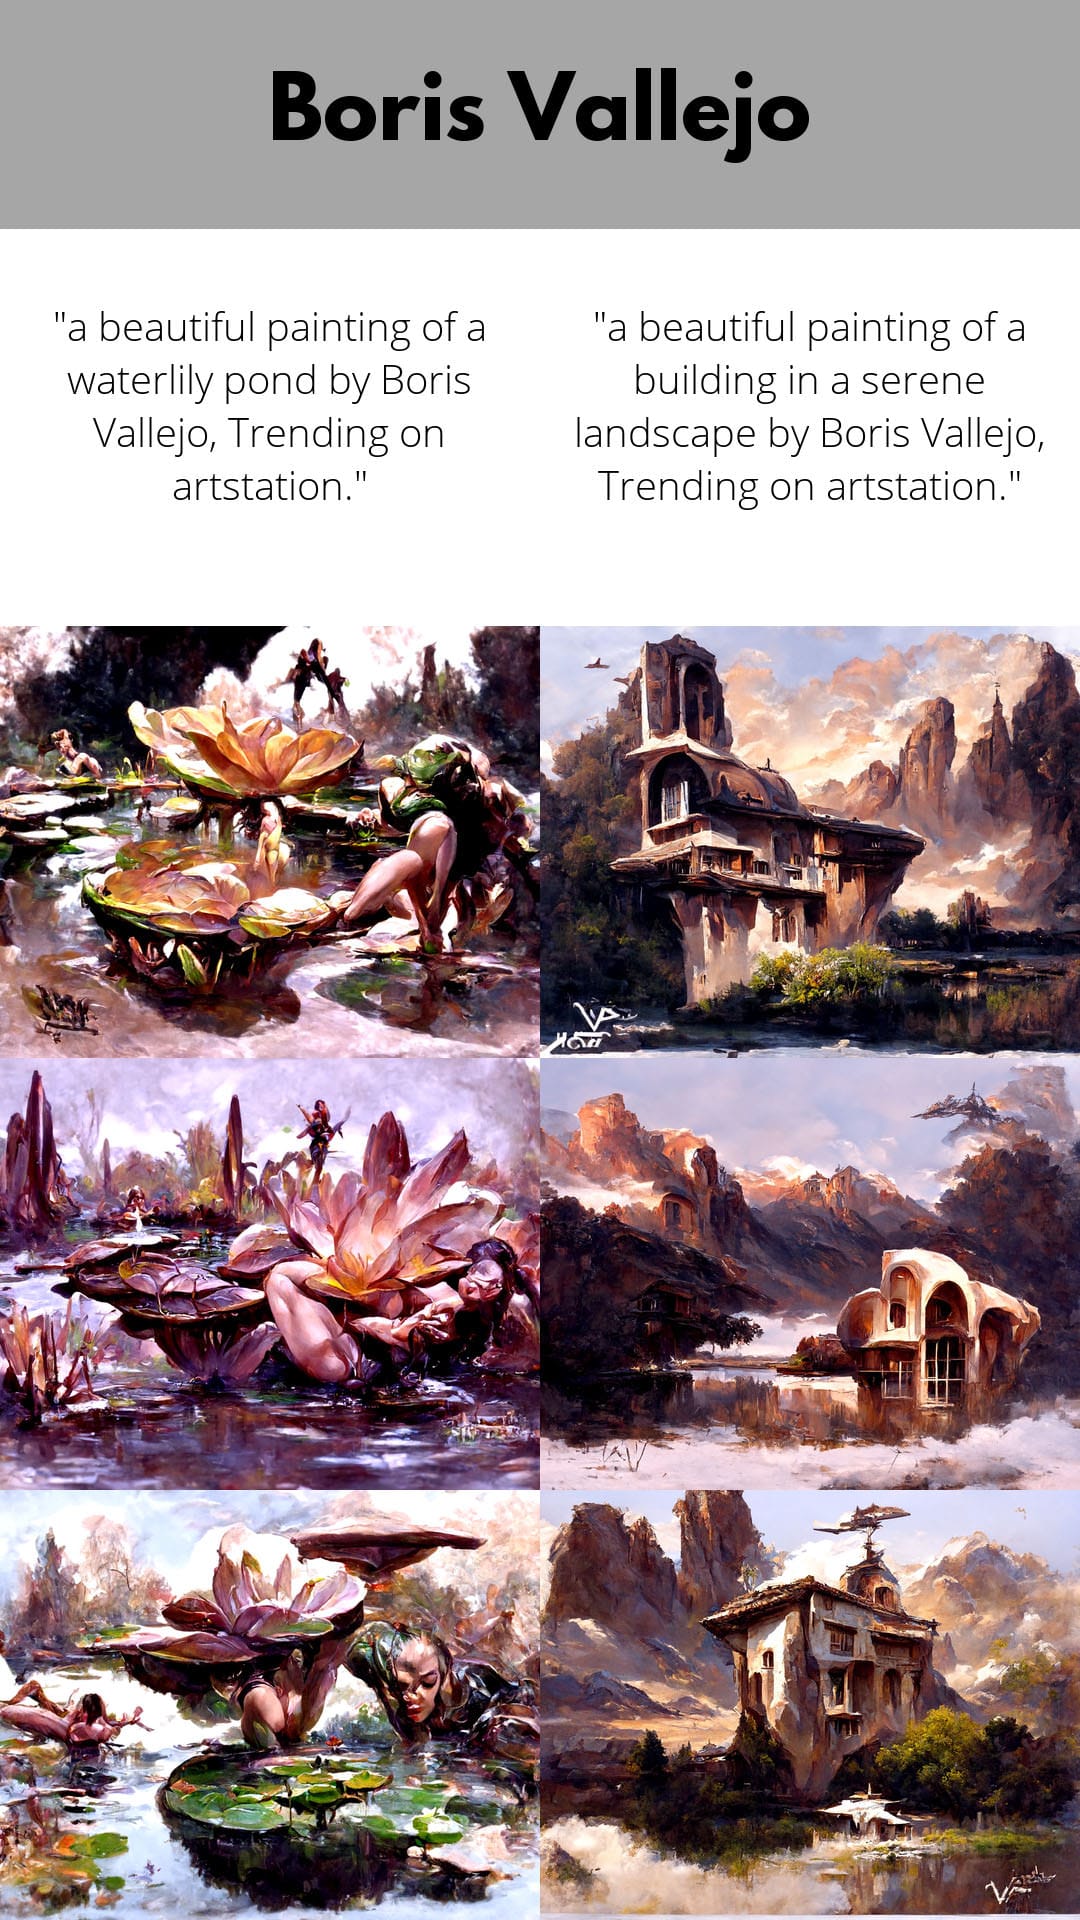 Boris Vallejo
"a beautiful painting of a
waterlily pond by Boris
Vallejo, Trending on
artstation."
"a beautiful painting of a
building in a serene
landscape by Boris Vallejo,
Trending on artstation."